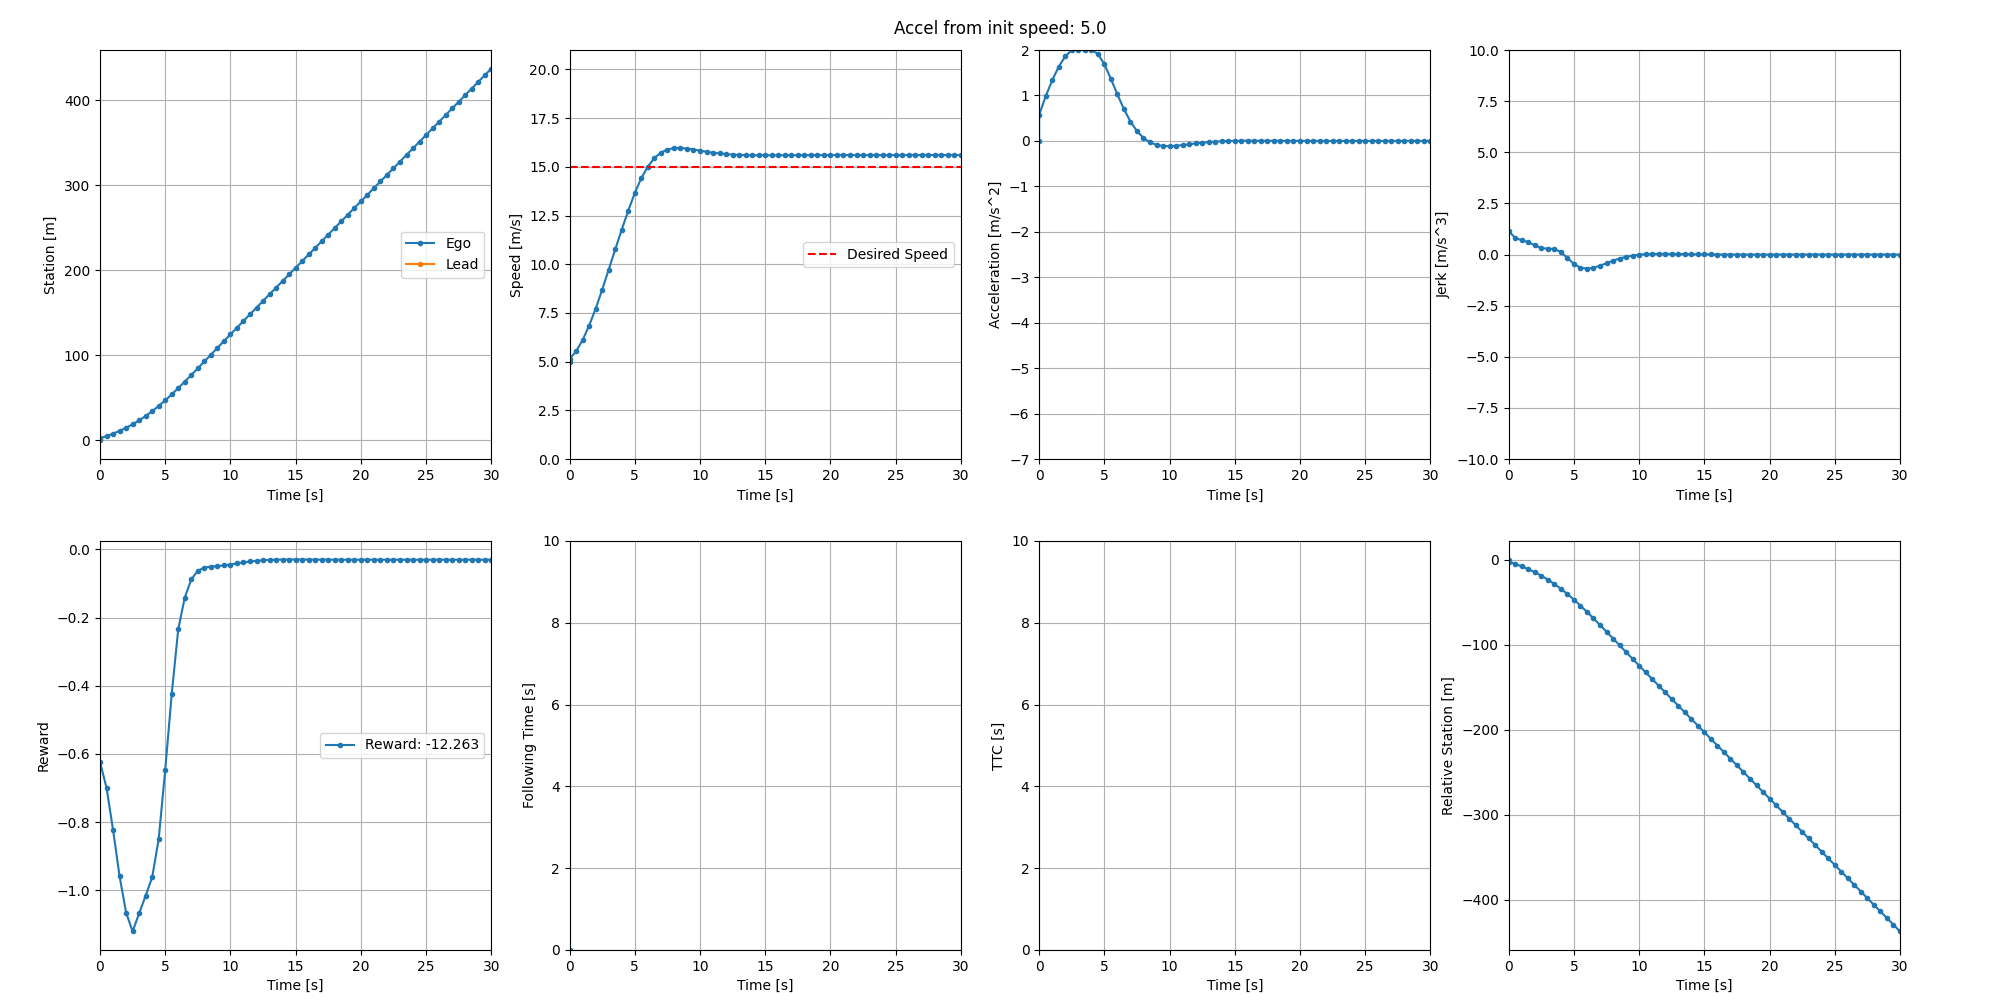 Accel from init speed: 5.0
400
300
200
100
0
Station [m]
Ego
Lead
0 5 10 15 20 25 30
Time [s]
20.0
17.5
15.0
12.5
10.0
7.5
5.0
2.5
0.0
Speed [m/s]
Desired Speed
0 5 10 15 20 25 30
Time [s]
2
1
0
−1
−2
−3
−4
−5
−6
−7
Acceleration [m/s^2]
0 5 10 15 20 25 30
Time [s]
10.0
7.5
5.0
2.5
0.0
−2.5
−5.0
−7.5
−10.0
Jerk [m/s^3]
0 5 10 15 20 25 30
Time [s]
0.0
−0.2
−0.4
−0.6
−0.8
−1.0
Reward
Reward: -12.263
0 5 10 15 20 25 30
Time [s]
10
8
6
4
2
0
Following Time [s]
0 5 10 15 20 25 30
Time [s]
10
8
6
4
2
0
TTC [s]
0 5 10 15 20 25 30
Time [s]
0
−100
−200
−300
−400
Relative Station [m]
0 5 10 15 20 25 30
Time [s]